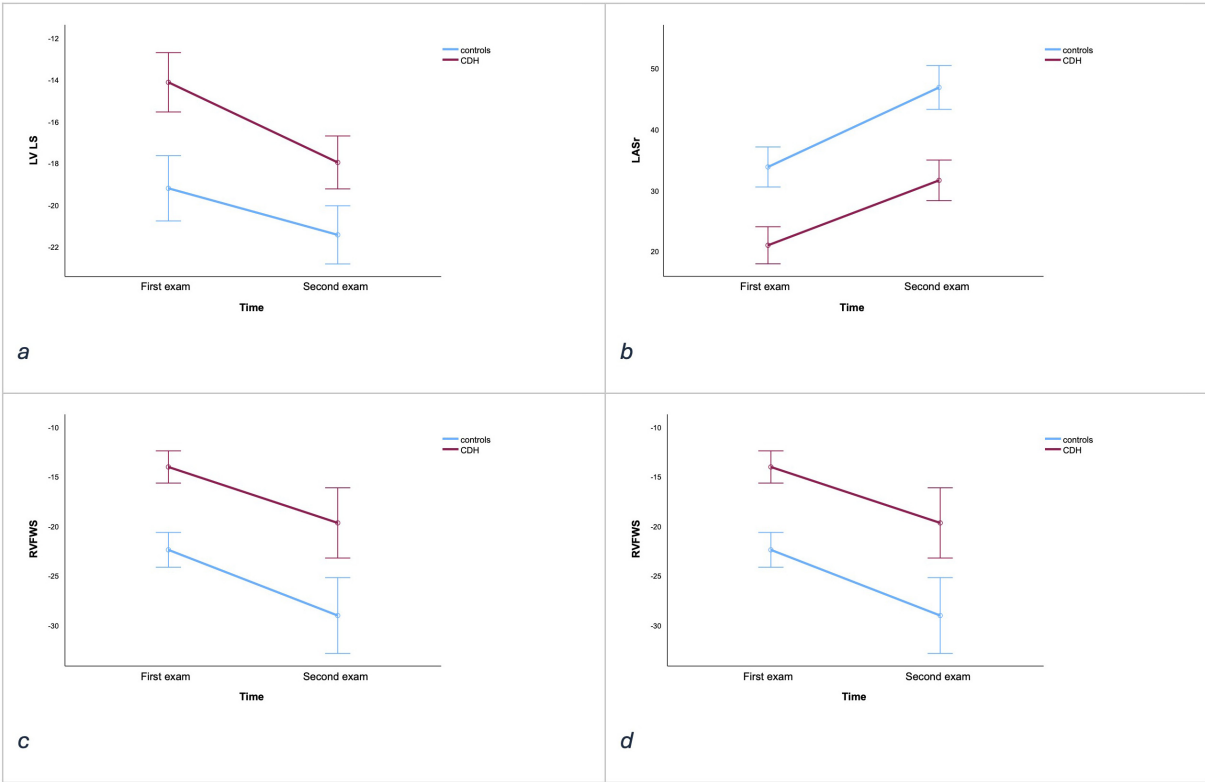 -12
-14
-16
-18
-20
-22
LV LS
First exam
Second exam
Time
controls
CDH
a
50
40
30
20
LASr
First exam
Second exam
Time
controls
CDH
b
-10
-15
-20
-25
-30
RVFWS
First exam
Second exam
Time
controls
CDH
c
-10
-15
-20
-25
-30
RVFWS
First exam
Second exam
Time
controls
CDH
d